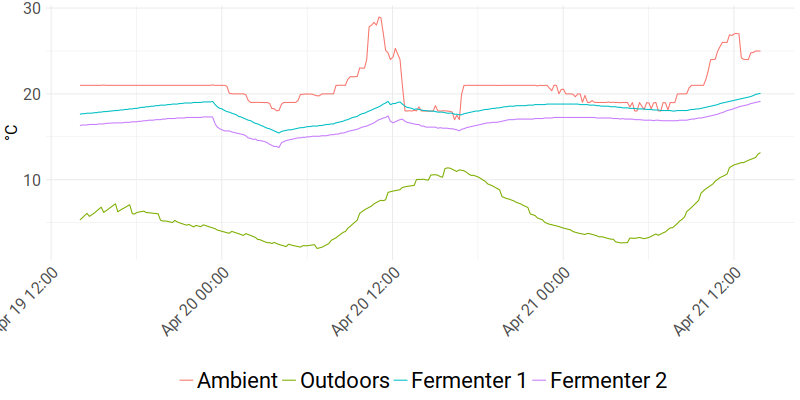 30
20
10
°C
pr 19 12:00
Apr 20 00:00
Apr 20 12:00
Apr 21 00:00
Apr 21 12:00
Ambient Outdoors Fermenter 1 Fermenter 2